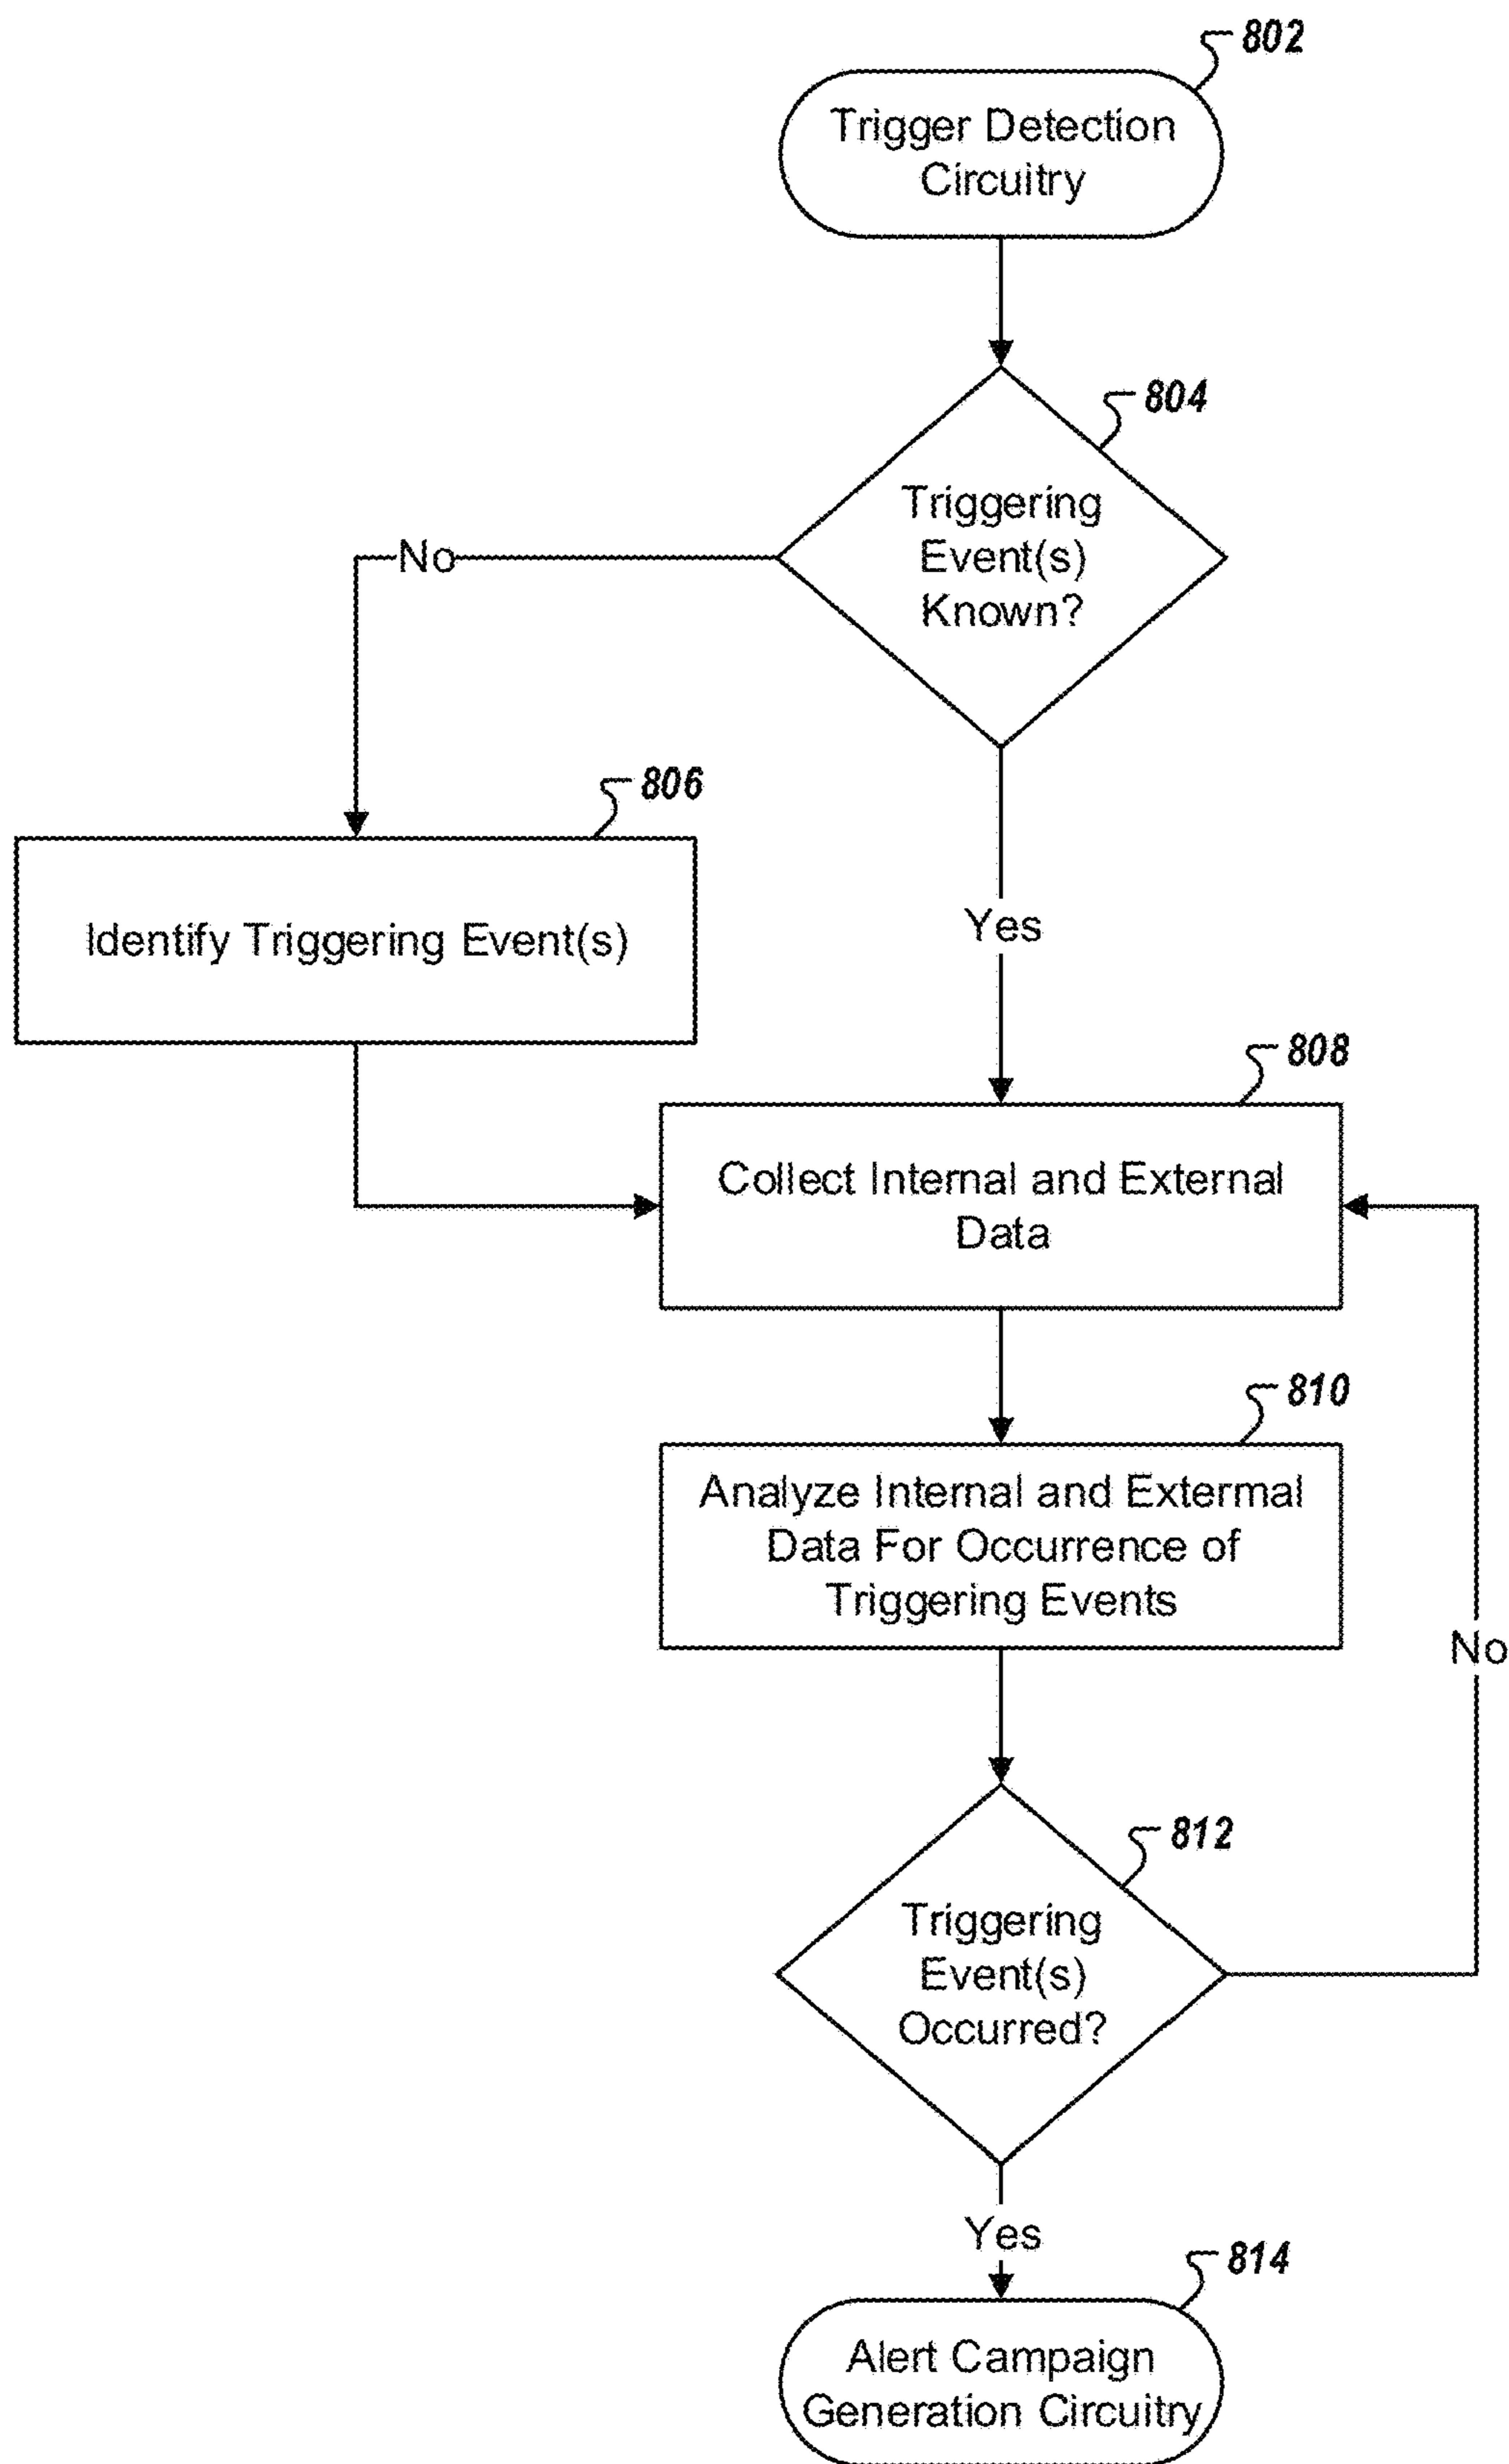 802
Trigger Detection
Circuitry
804
Triggering
Event(s)
Known?
No
806
Identify Triggering Event(s)
Yes
808
Collect Internal and External
Data
810
Analyze Internal and Extermal
Data For Occurrence of
Triggering Events
No
812
Triggering
Event(s)
Occurred?
Yes
814
Alert Campaign
Generation Circuitry